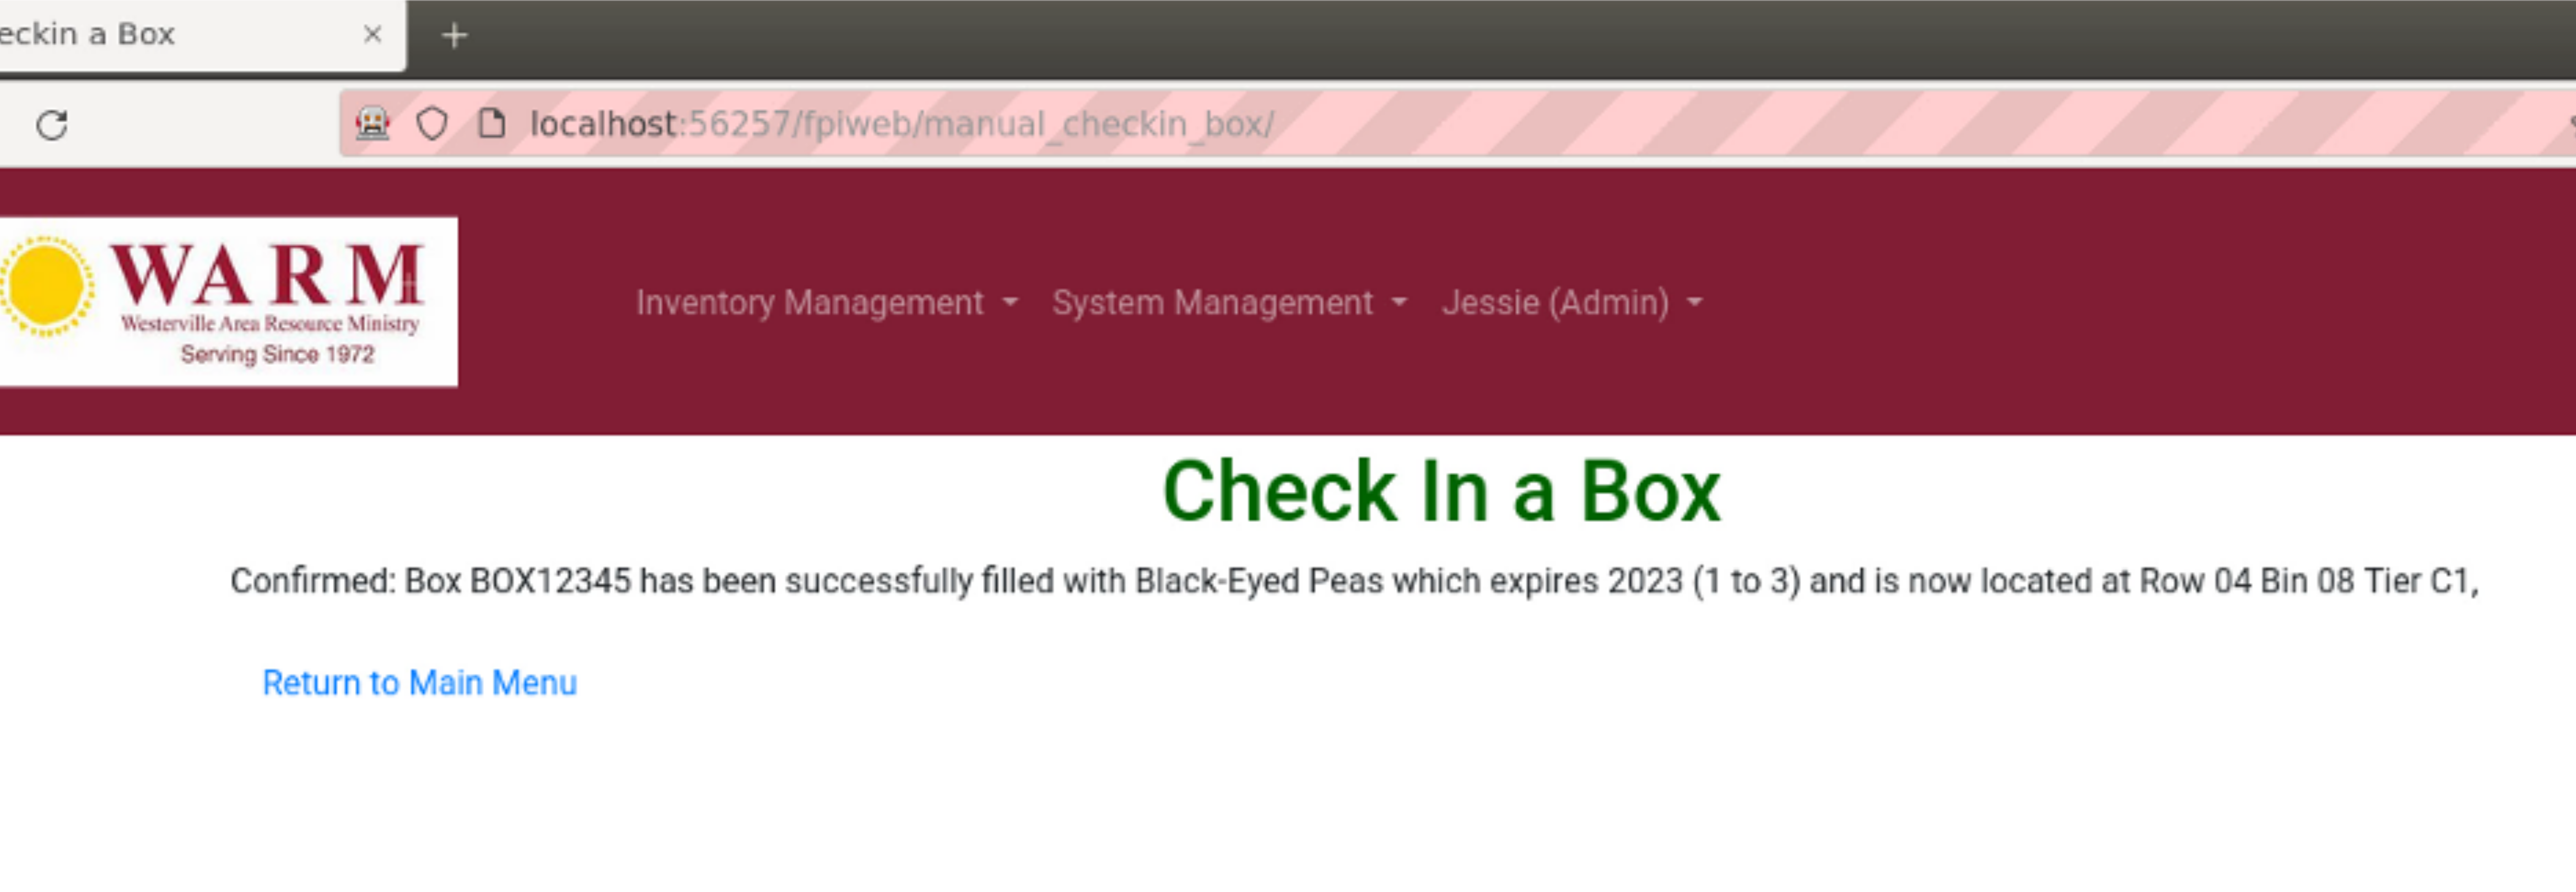 eckin a Box
localhost:56257/fpiweb/manual_checkin_box/
WARM
Westerville Area Resource Ministry
Serving Since 1972
Inventory Management System Management Jessie (Admin)
Check In a Box
Confirmed: Box BOX12345 has been successfully filled with Black-Eyed Peas which expires 2023 (1 to 3) and is now located at Row 04 Bin 08 Tier C1,
Return to Main Menu